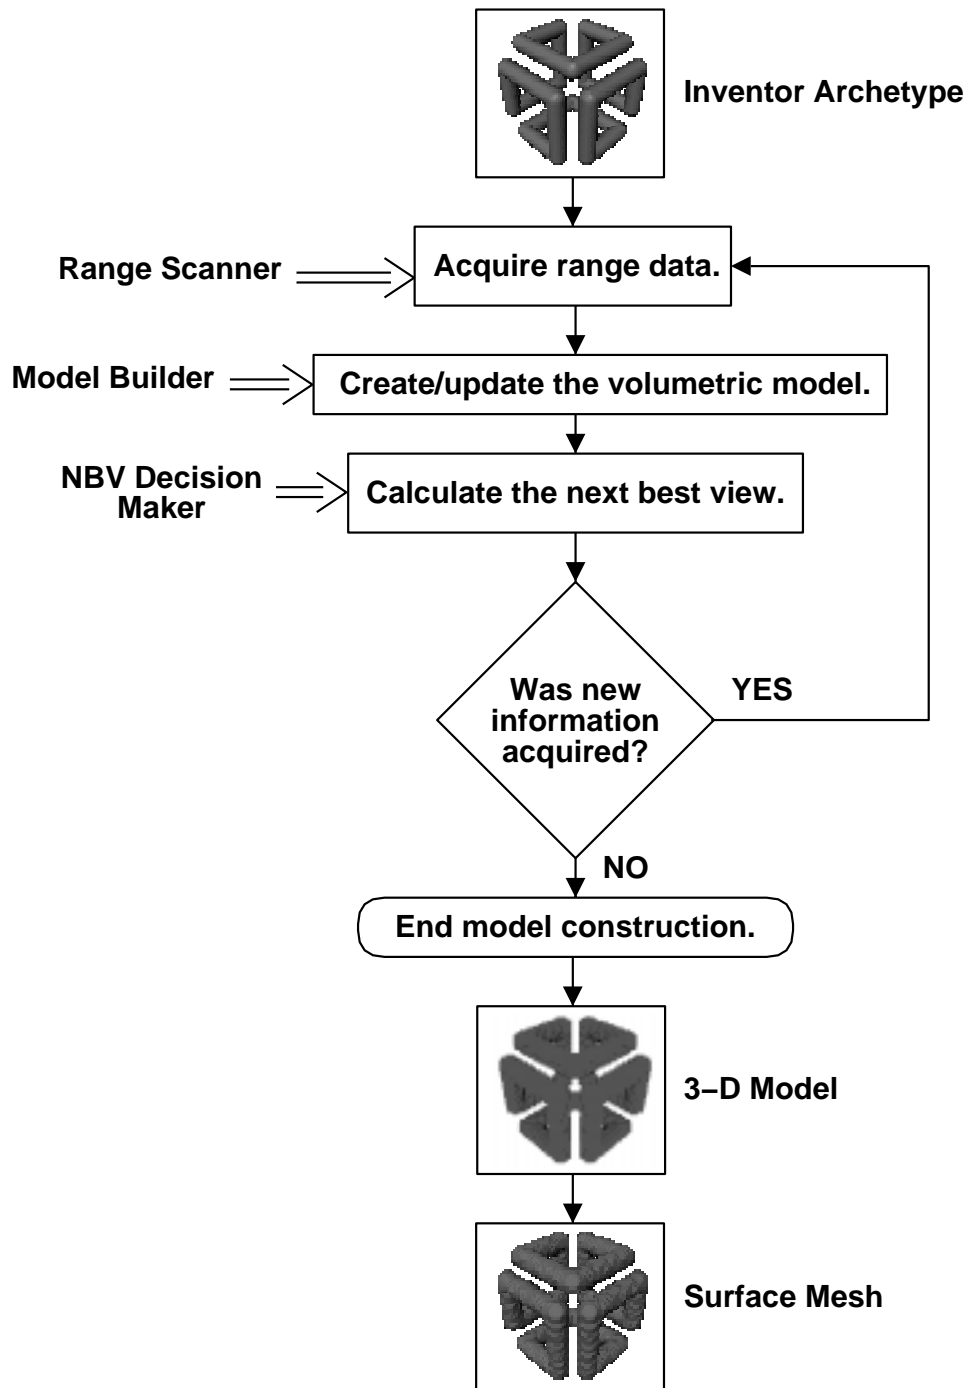 Inventor Archetype
Range Scanner
Acquire range data.
Model Builder
Create/update the volumetric model.
NBV Decision
Maker
Calculate the next best view.
Was new
information
acquired?
YES
NO
End model construction.
3−D Model
Surface Mesh